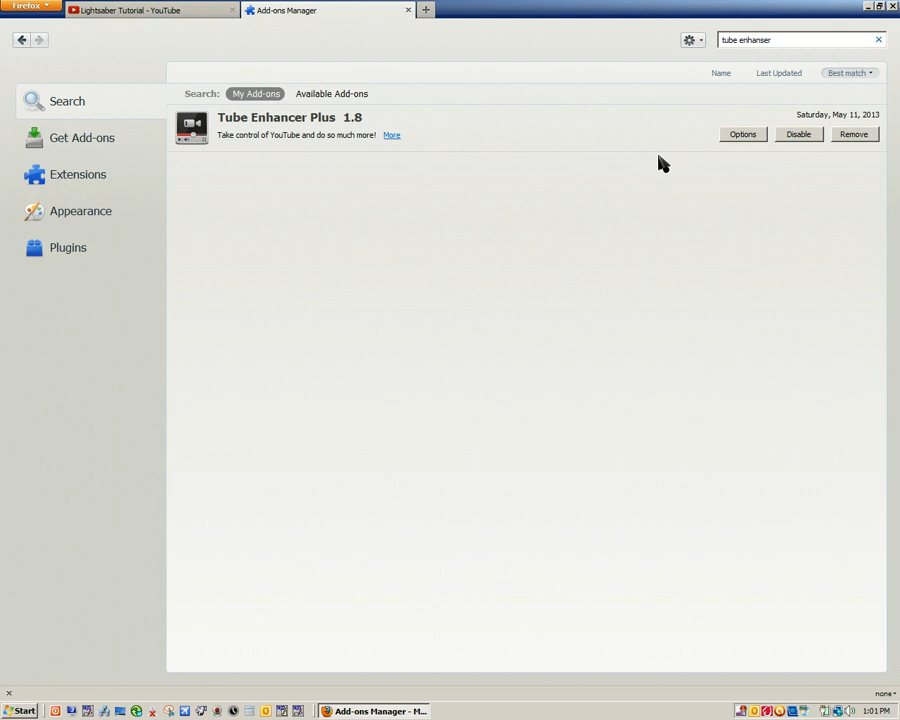 Firefox
Lightsaber Tutorial - YouTube
Add-ons Manager
tube enhanser
Name
Last Updated
Best match
Search:
My Add-ons
Available Add-ons
Search
Get Add-ons
Extensions
Appearance
Plugins
Tube Enhancer Plus 1.8
Take control of YouTube and do so much more! More
Saturday, May 11, 2013
Options
Disable
Remove
none
Start
Add-ons Manager - M...
1:01 PM